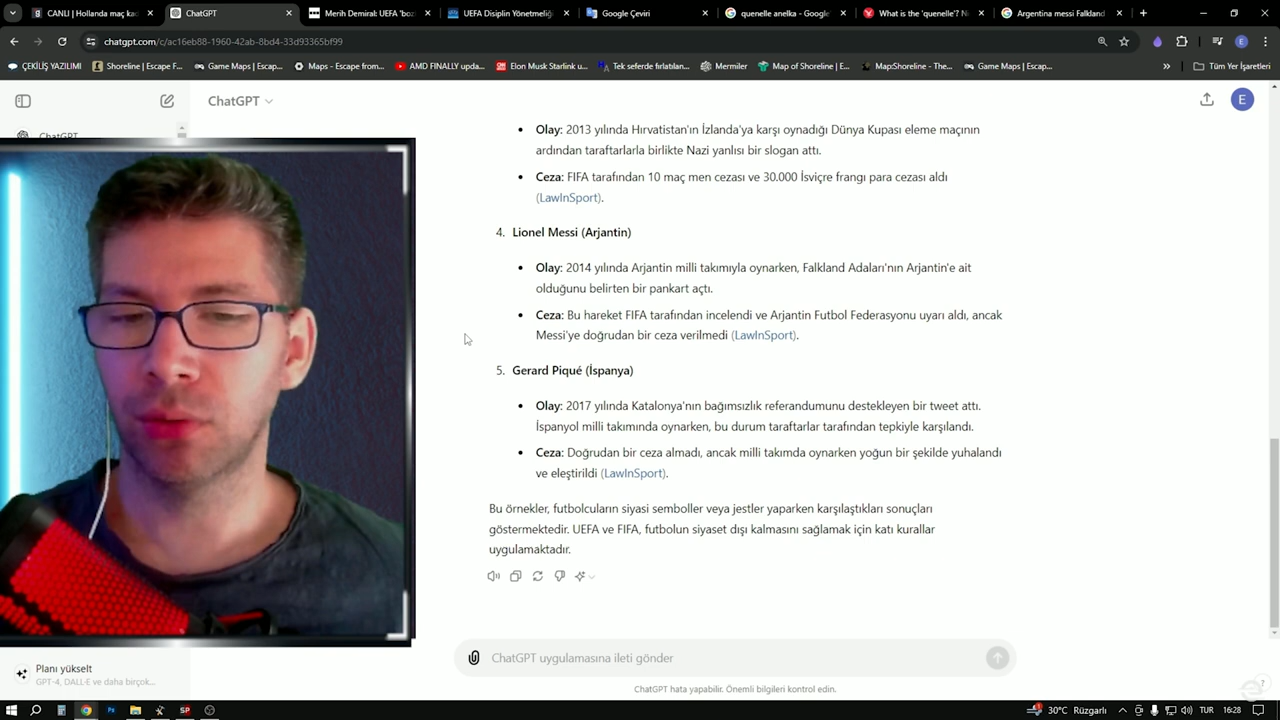 CANLI | Hollanda maç kad
ChatGPT
Merih Demiral: UEFA 'boz
UEFA Disiplin Yönetmeliğ
Google Çeviri
quenelle anelka - Google
What is the 'quenelle'? Ne
Argentina messi Falkland
chatgpt.com/c/ac16eb88-1960-42ab-8bd4-33d93365bf99
E
ÇEKİLİŞ YAZILIMI
Shoreline | Escape F...
Game Maps | Escap...
Maps - Escape from...
AMD FINALLY upda...
Elon Musk Starlink u...
Tek seferde fırlatılan...
Mermiler
Map of Shoreline | E...
MapShoreline - The...
Game Maps | Escap...
Tüm Yer İşaretleri
ChatGPT
E
ChatGPT
• Olay: 2013 yılında Hırvatistan'ın İzlanda'ya karşı oynadığı Dünya Kupası eleme maçının
ardından taraftarlarla birlikte Nazi yanlısı bir slogan attı.
• Ceza: FIFA tarafından 10 maç men cezası ve 30.000 İsviçre frangı para cezası aldı
(LawInSport).
4. Lionel Messi (Arjantin)
• Olay: 2014 yılında Arjantin milli takımıyla oynarken, Falkland Adaları'nın Arjantin'e ait
olduğunu belirten bir pankart açtı.
• Ceza: Bu hareket FIFA tarafından incelendi ve Arjantin Futbol Federasyonu uyarı aldı, ancak
Messi'ye doğrudan bir ceza verilmedi (LawInSport).
5. Gerard Piqué (İspanya)
• Olay: 2017 yılında Katalonya'nın bağımsızlık referandumunu destekleyen bir tweet attı.
İspanyol milli takımında oynarken, bu durum taraftarlar tarafından tepkiyle karşılandı.
• Ceza: Doğrudan bir ceza almadı, ancak milli takımda oynarken yoğun bir şekilde yuhalandı
ve eleştirildi (LawInSport).
Bu örnekler, futbolcuların siyasi semboller veya jestler yaparken karşılaştıkları sonuçları
göstermektedir. UEFA ve FIFA, futbolun siyaset dışı kalmasını sağlamak için katı kurallar
uygulamaktadır.
ChatGPT uygulamasına ileti gönder
ChatGPT hata yapabilir. Önemli bilgileri kontrol edin.
Planı yükselt
GPT-4, DALL·E ve daha birçok...
30°C Rüzgarlı
TUR
16:28